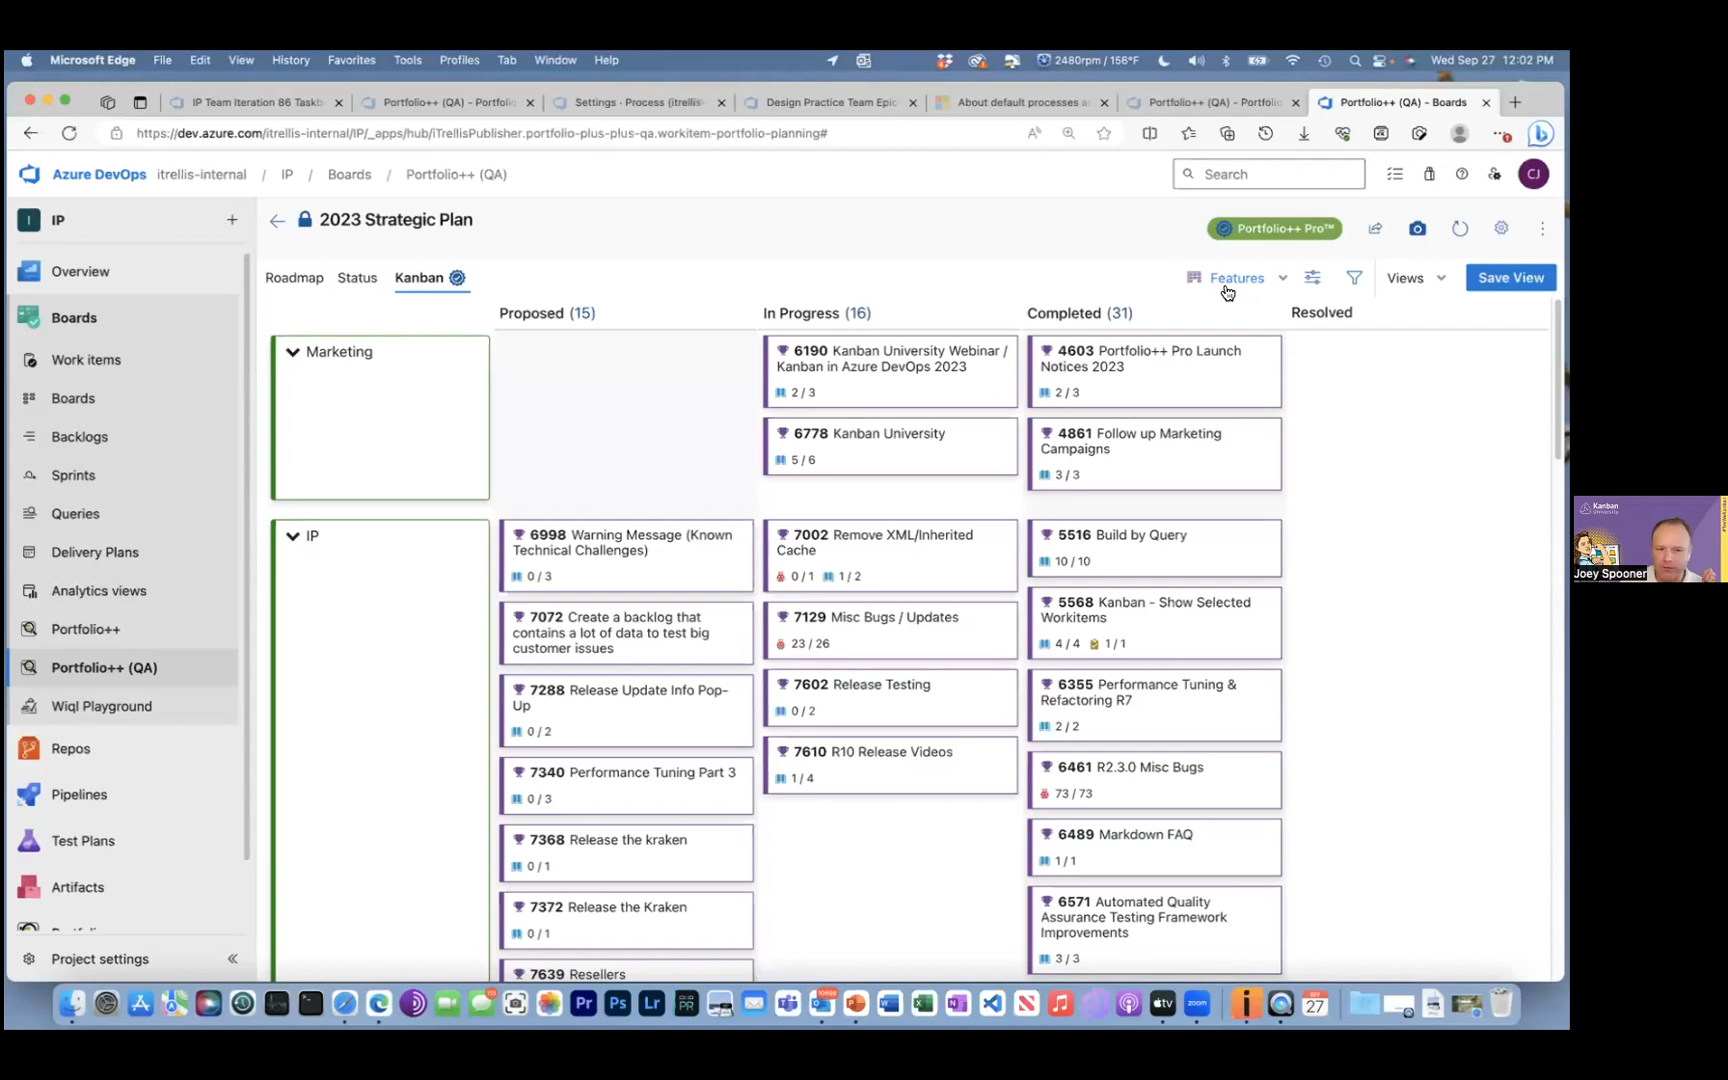 Microsoft Edge File Edit View History Favorites Tools Profiles Tab Window Help 2480rpm / 156°F Wed Sep 27 12:02 PM
IP Team Iteration 86 Taskb
Portfolio++ (QA) - Portfolio
Settings · Process (itrellis
Design Practice Team Epic
About default processes a
Portfolio++ (QA) - Portfolio
Portfolio++ (QA) - Boards
https://dev.azure.com/itrellis-internal/IP/_apps/hub/iTrellisPublisher.portfolio-plus-plus-qa.workitem-portfolio-planning#
Azure DevOps itrellis-internal / IP / Boards / Portfolio++ (QA)
Search
CJ
I IP
Overview
Boards
Work items
Boards
Backlogs
Sprints
Queries
Delivery Plans
Analytics views
Portfolio++
Portfolio++ (QA)
Wiql Playground
Repos
Pipelines
Test Plans
Artifacts
Project settings
2023 Strategic Plan
Portfolio++ Pro™
Roadmap Status Kanban
Features
Views
Save View
Proposed (15) In Progress (16) Completed (31) Resolved
Marketing
6190 Kanban University Webinar /
Kanban in Azure DevOps 2023
2 / 3
6778 Kanban University
5 / 6
4603 Portfolio++ Pro Launch
Notices 2023
2 / 3
4861 Follow up Marketing
Campaigns
3 / 3
IP
6998 Warning Message (Known
Technical Challenges)
0 / 3
7072 Create a backlog that
contains a lot of data to test big
customer issues
7288 Release Update Info Pop-
Up
0 / 2
7340 Performance Tuning Part 3
0 / 3
7368 Release the kraken
0 / 1
7372 Release the Kraken
0 / 1
7639 Resellers
7002 Remove XML/Inherited
Cache
0 / 1 1 / 2
7129 Misc Bugs / Updates
23 / 26
7602 Release Testing
0 / 2
7610 R10 Release Videos
1 / 4
5516 Build by Query
10 / 10
5568 Kanban - Show Selected
Workitems
4 / 4 1 / 1
6355 Performance Tuning &
Refactoring R7
2 / 2
6461 R2.3.0 Misc Bugs
73 / 73
6489 Markdown FAQ
1 / 1
6571 Automated Quality
Assurance Testing Framework
Improvements
3 / 3
Kanban
University
Joey Spooner
Pr Ps Lr
tv zoom
SEP
27